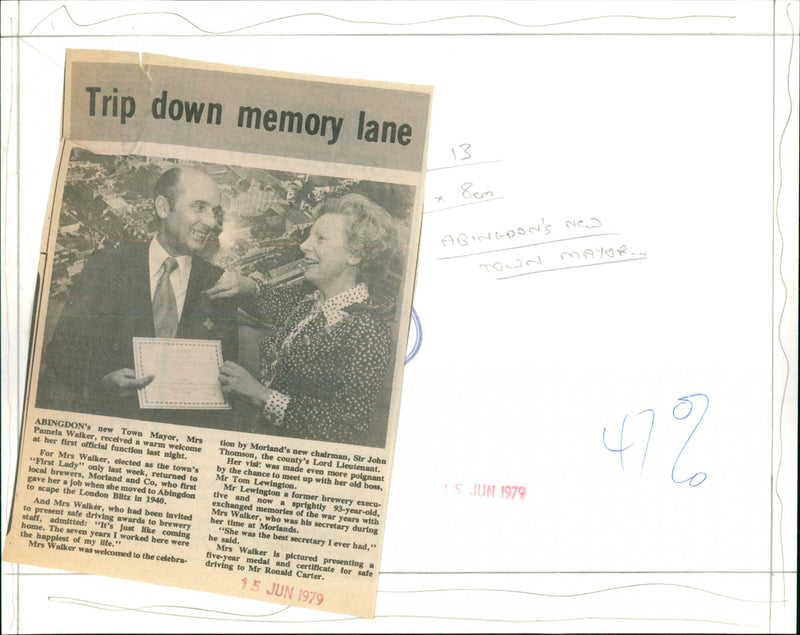 Trip down memory lane
ABINGDON's new Town Mayor, Mrs
Pamela Walker, received a warm welcome
at her first official function last night.
For Mrs Walker, elected as the town's
"First Lady" only last week, returned to
local brewers, Morland and Co, who first
gave her a job when she moved to Abingdon
to scape the London Blitz in 1940.
And Mrs Walker, who had been invited
to present safe driving awards to brewery
staff, admitted: "It's just like coming
home. The seven years I worked here were
the happiest of my life."
Mrs Walker was welcomed to the celebra-
tion by Morland's new chairman, Sir John
Thomson, the county's Lord Lieutenant.
Her visit was made even more poignant
by the chance to meet up with her old boss,
Mr Tom Lewington.
Mr Lewington a former brewery execu-
tive and now a sprightly 93-year-old,
exchanged memories of the war years with
Mrs Walker, who was his secretary during
her time at Morlands.
"She was the best secretary I ever had,"
he said.
Mrs Walker is pictured presenting a
five-year medal and certificate for safe
driving to Mr Ronald Carter.
15 JUN 1979
13
x 8cm
ABINGDON'S NEW
TOWN MAYOR
47%
15 JUN 1979